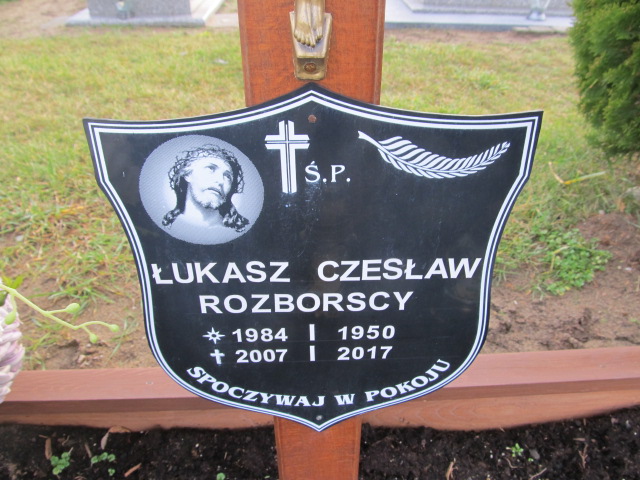 Ś.P.
ŁUKASZ CZESŁAW
ROZBORSCY
1984 1950
2007 2017
SPOCZYWAJ W POKOJU